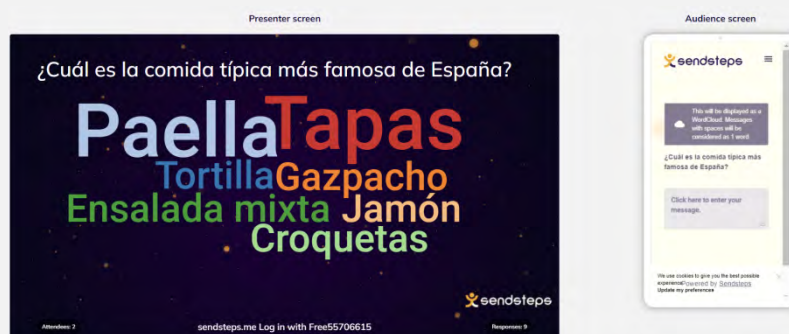 Presenter screen
Audience screen
¿Cuál es la comida típica más famosa de España?
Paella Tapas
Tortilla Gazpacho
Ensalada mixta Jamón
Croquetas
sendsteps
Attendees: 2
sendsteps.me Log in with Free55706615
Responses: 9
sendsteps
This will be displayed as a
WordCloud. Messages
with spaces will be
considered as 1 word
¿Cuál es la comida típica más
famosa de España?
Click here to enter your
message.
We use cookies to give you the best possible
experience Powered by Sendsteps
Update my preferences